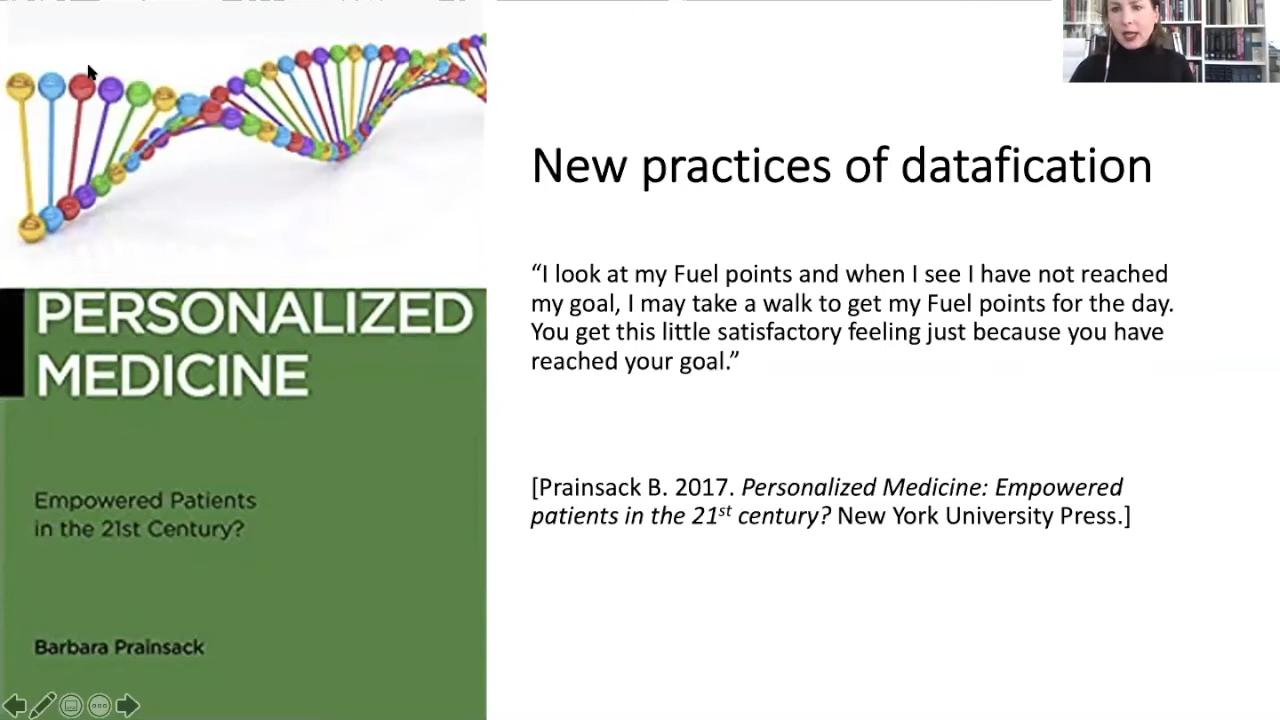 PERSONALIZED
MEDICINE
Empowered Patients
in the 21st Century?
Barbara Prainsack
New practices of datafication
“I look at my Fuel points and when I see I have not reached
my goal, I may take a walk to get my Fuel points for the day.
You get this little satisfactory feeling just because you have
reached your goal.”
[Prainsack B. 2017. Personalized Medicine: Empowered
patients in the 21st century? New York University Press.]